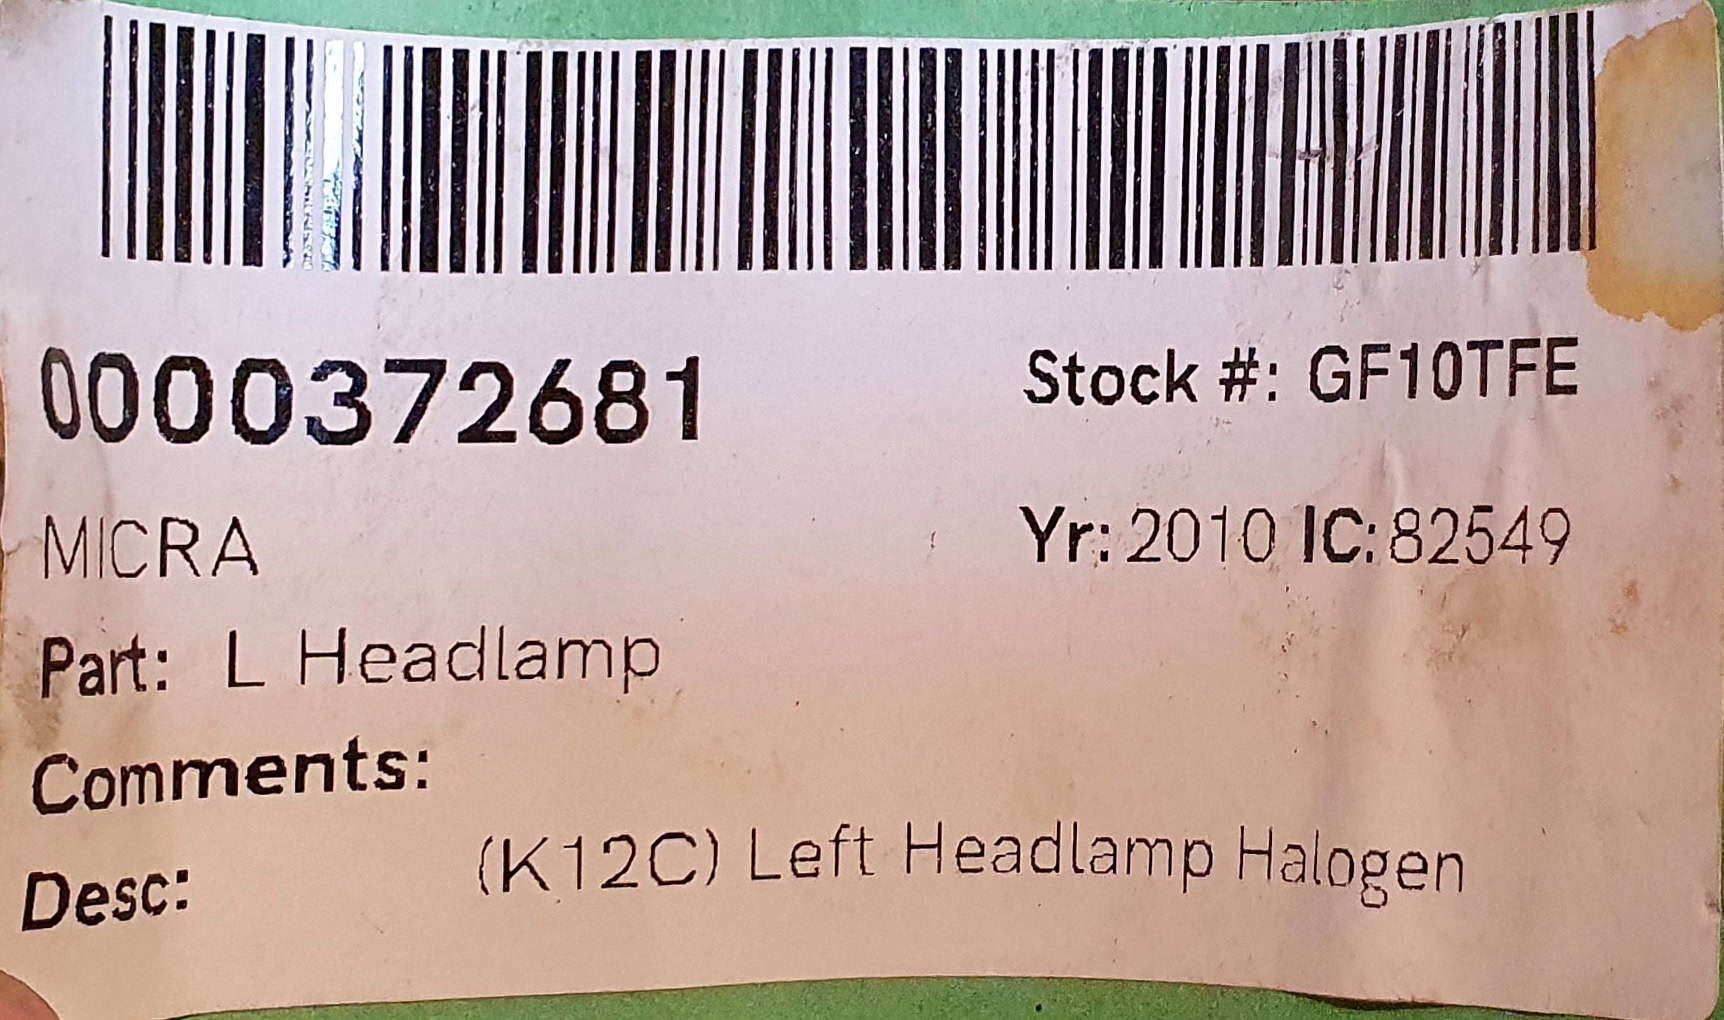 0000372681
Stock #: GF10TFE
MICRA
Yr: 2010 IC: 82549
Part: L Headlamp
Comments:
Desc: (K12C) Left Headlamp Halogen